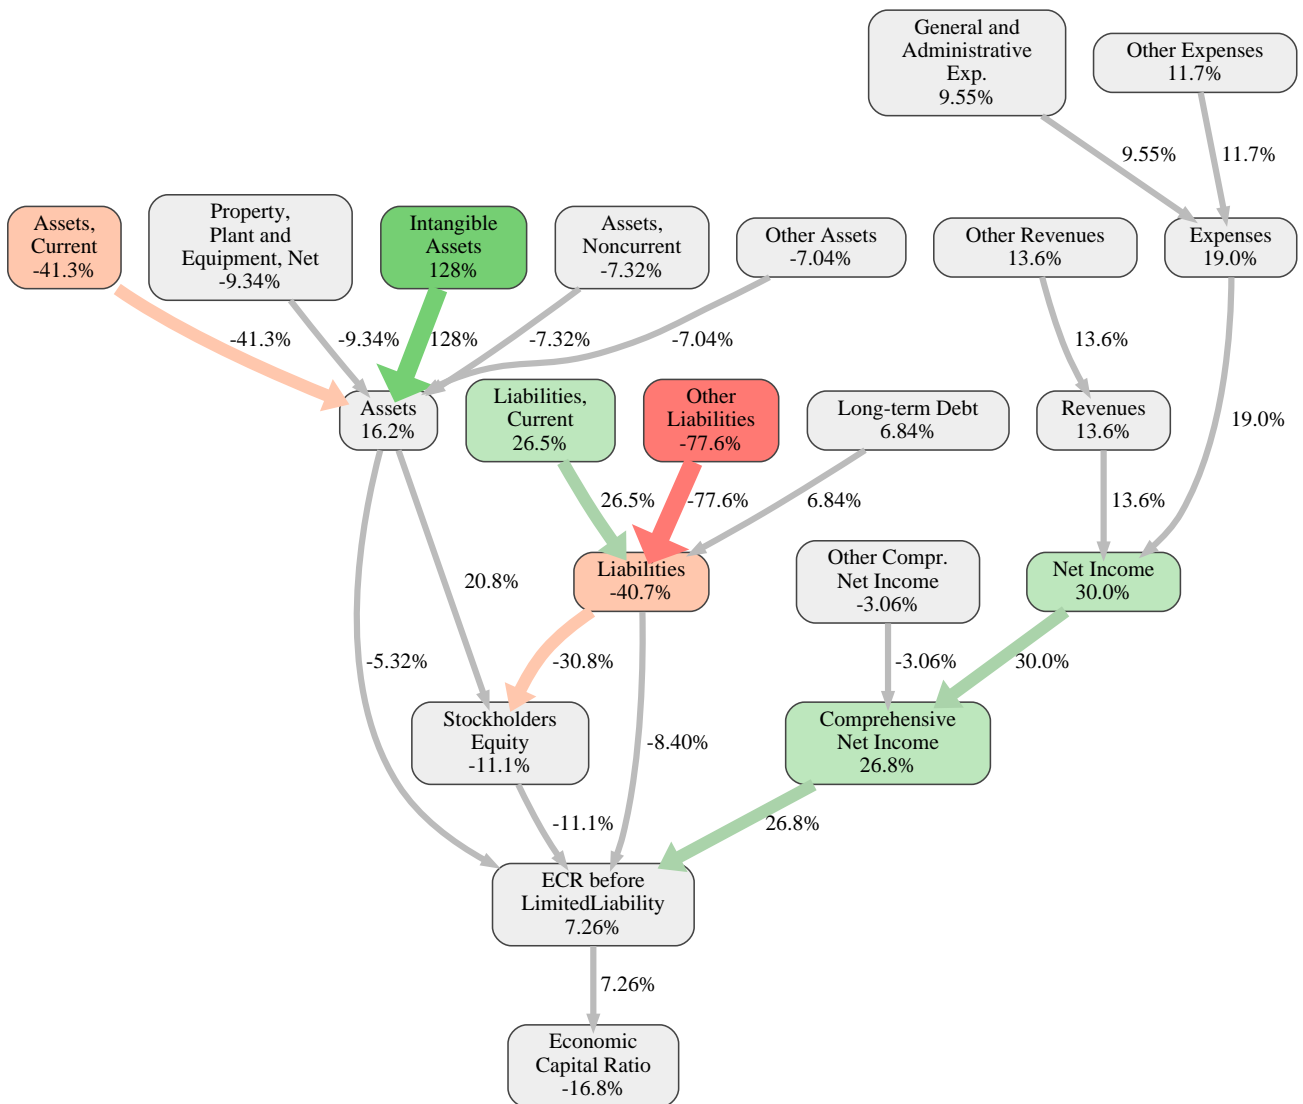 General and
Administrative
Exp.
9.55%
Other Expenses
11.7%
9.55%
11.7%
Assets,
Current
-41.3%
Property,
Plant and
Equipment, Net
-9.34%
Intangible
Assets
128%
Assets,
Noncurrent
-7.32%
Other Assets
-7.04%
Other Revenues
13.6%
Expenses
19.0%
-41.3%
-9.34%
128%
-7.32%
-7.04%
13.6%
19.0%
Assets
16.2%
Liabilities,
Current
26.5%
Other
Liabilities
-77.6%
Long-term Debt
6.84%
Revenues
13.6%
26.5%
-77.6%
6.84%
13.6%
20.8%
Liabilities
-40.7%
Other Compr.
Net Income
-3.06%
Net Income
30.0%
-5.32%
-30.8%
-3.06%
30.0%
Stockholders
Equity
-11.1%
-8.40%
Comprehensive
Net Income
26.8%
-11.1%
26.8%
ECR before
LimitedLiability
7.26%
7.26%
Economic
Capital Ratio
-16.8%